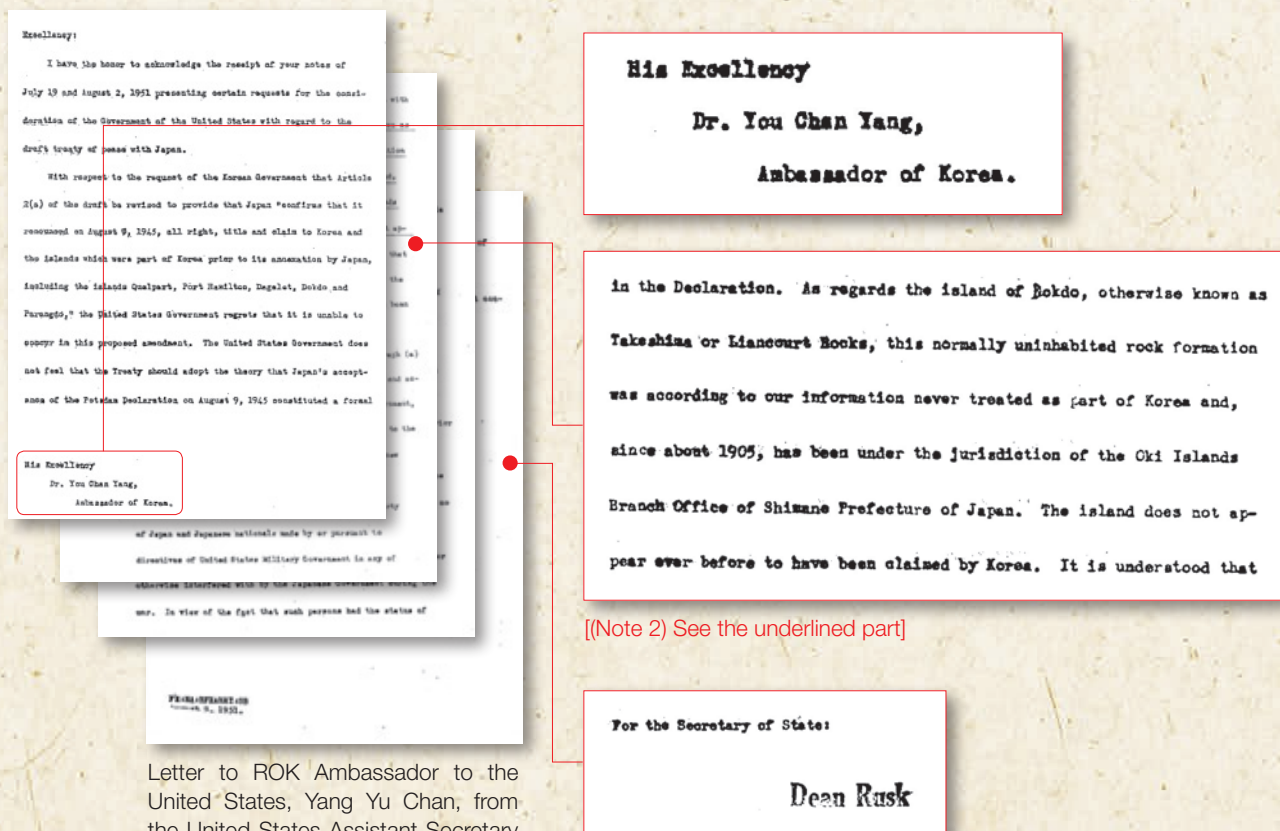 Excellency:
I have the honor to acknowledge the receipt of your notes of
July 19 and August 2, 1951 presenting certain requests for the consi-
deration of the Government of the United States with regard to the
draft treaty of peace with Japan.
With respect to the request of the Korean Government that Article
2(a) of the draft be revised to provide that Japan "confirms that it
renounced on August 9, 1945, all right, title and claim to Korea and
the islands which were part of Korea prior to its annexation by Japan,
including the islands Quelpart, Port Hamilton, Dagelet, Dokdo and
Parangdo," the United States Government regrets that it is unable to
concur in this proposed amendment. The United States Government does
not feel that the Treaty should adopt the theory that Japan's accept-
ance of the Potsdam Declaration on August 9, 1945 constituted a formal
His Excellency
Dr. You Chan Yang,
Ambassador of Korea.
with
the
been
and
to the
of
as
of Japan and Japanese nationals made by or pursuant to
directives of United States Military Government in any of
otherwise interfered with by the Japanese Government during the
war. In view of the fact that such persons had the status of
1951.
Letter to ROK Ambassador to the
United States, Yang Yu Chan, from
the United States Assistant Secretary
His Excellency
Dr. You Chan Yang,
Ambassador of Korea.
in the Declaration. As regards the island of Dokdo, otherwise known as
Takeshima or Liancourt Rocks, this normally uninhabited rock formation
was according to our information never treated as part of Korea and,
since about 1905, has been under the jurisdiction of the Oki Islands
Branch Office of Shimane Prefecture of Japan. The island does not ap-
pear ever before to have been claimed by Korea. It is understood that
[(Note 2) See the underlined part]
For the Secretary of State:
Dean Rusk